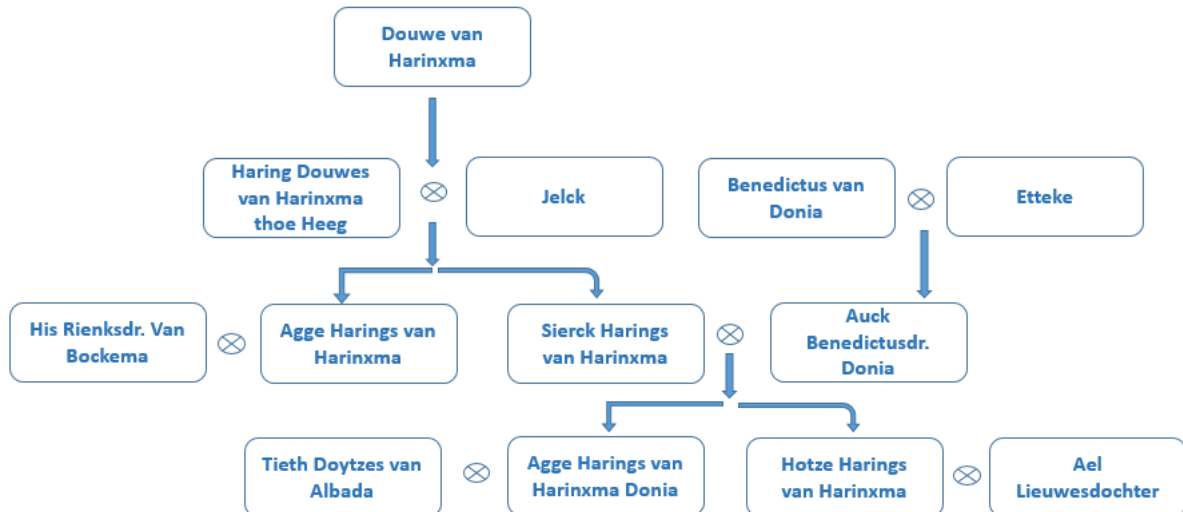 Douwe van
Harinxma
Haring Douwes
van Harinxma
thoe Heeg
Jelck
Benedictus van
Donia
Etteke
His Rienksdr. Van
Bockema
Agge Harings van
Harinxma
Sierck Harings
van Harinxma
Auck
Benedictusdr.
Donia
Tieth Doytzes van
Albada
Agge Harings van
Harinxma Donia
Hotze Harings
van Harinxma
Ael
Lieuwesdochter